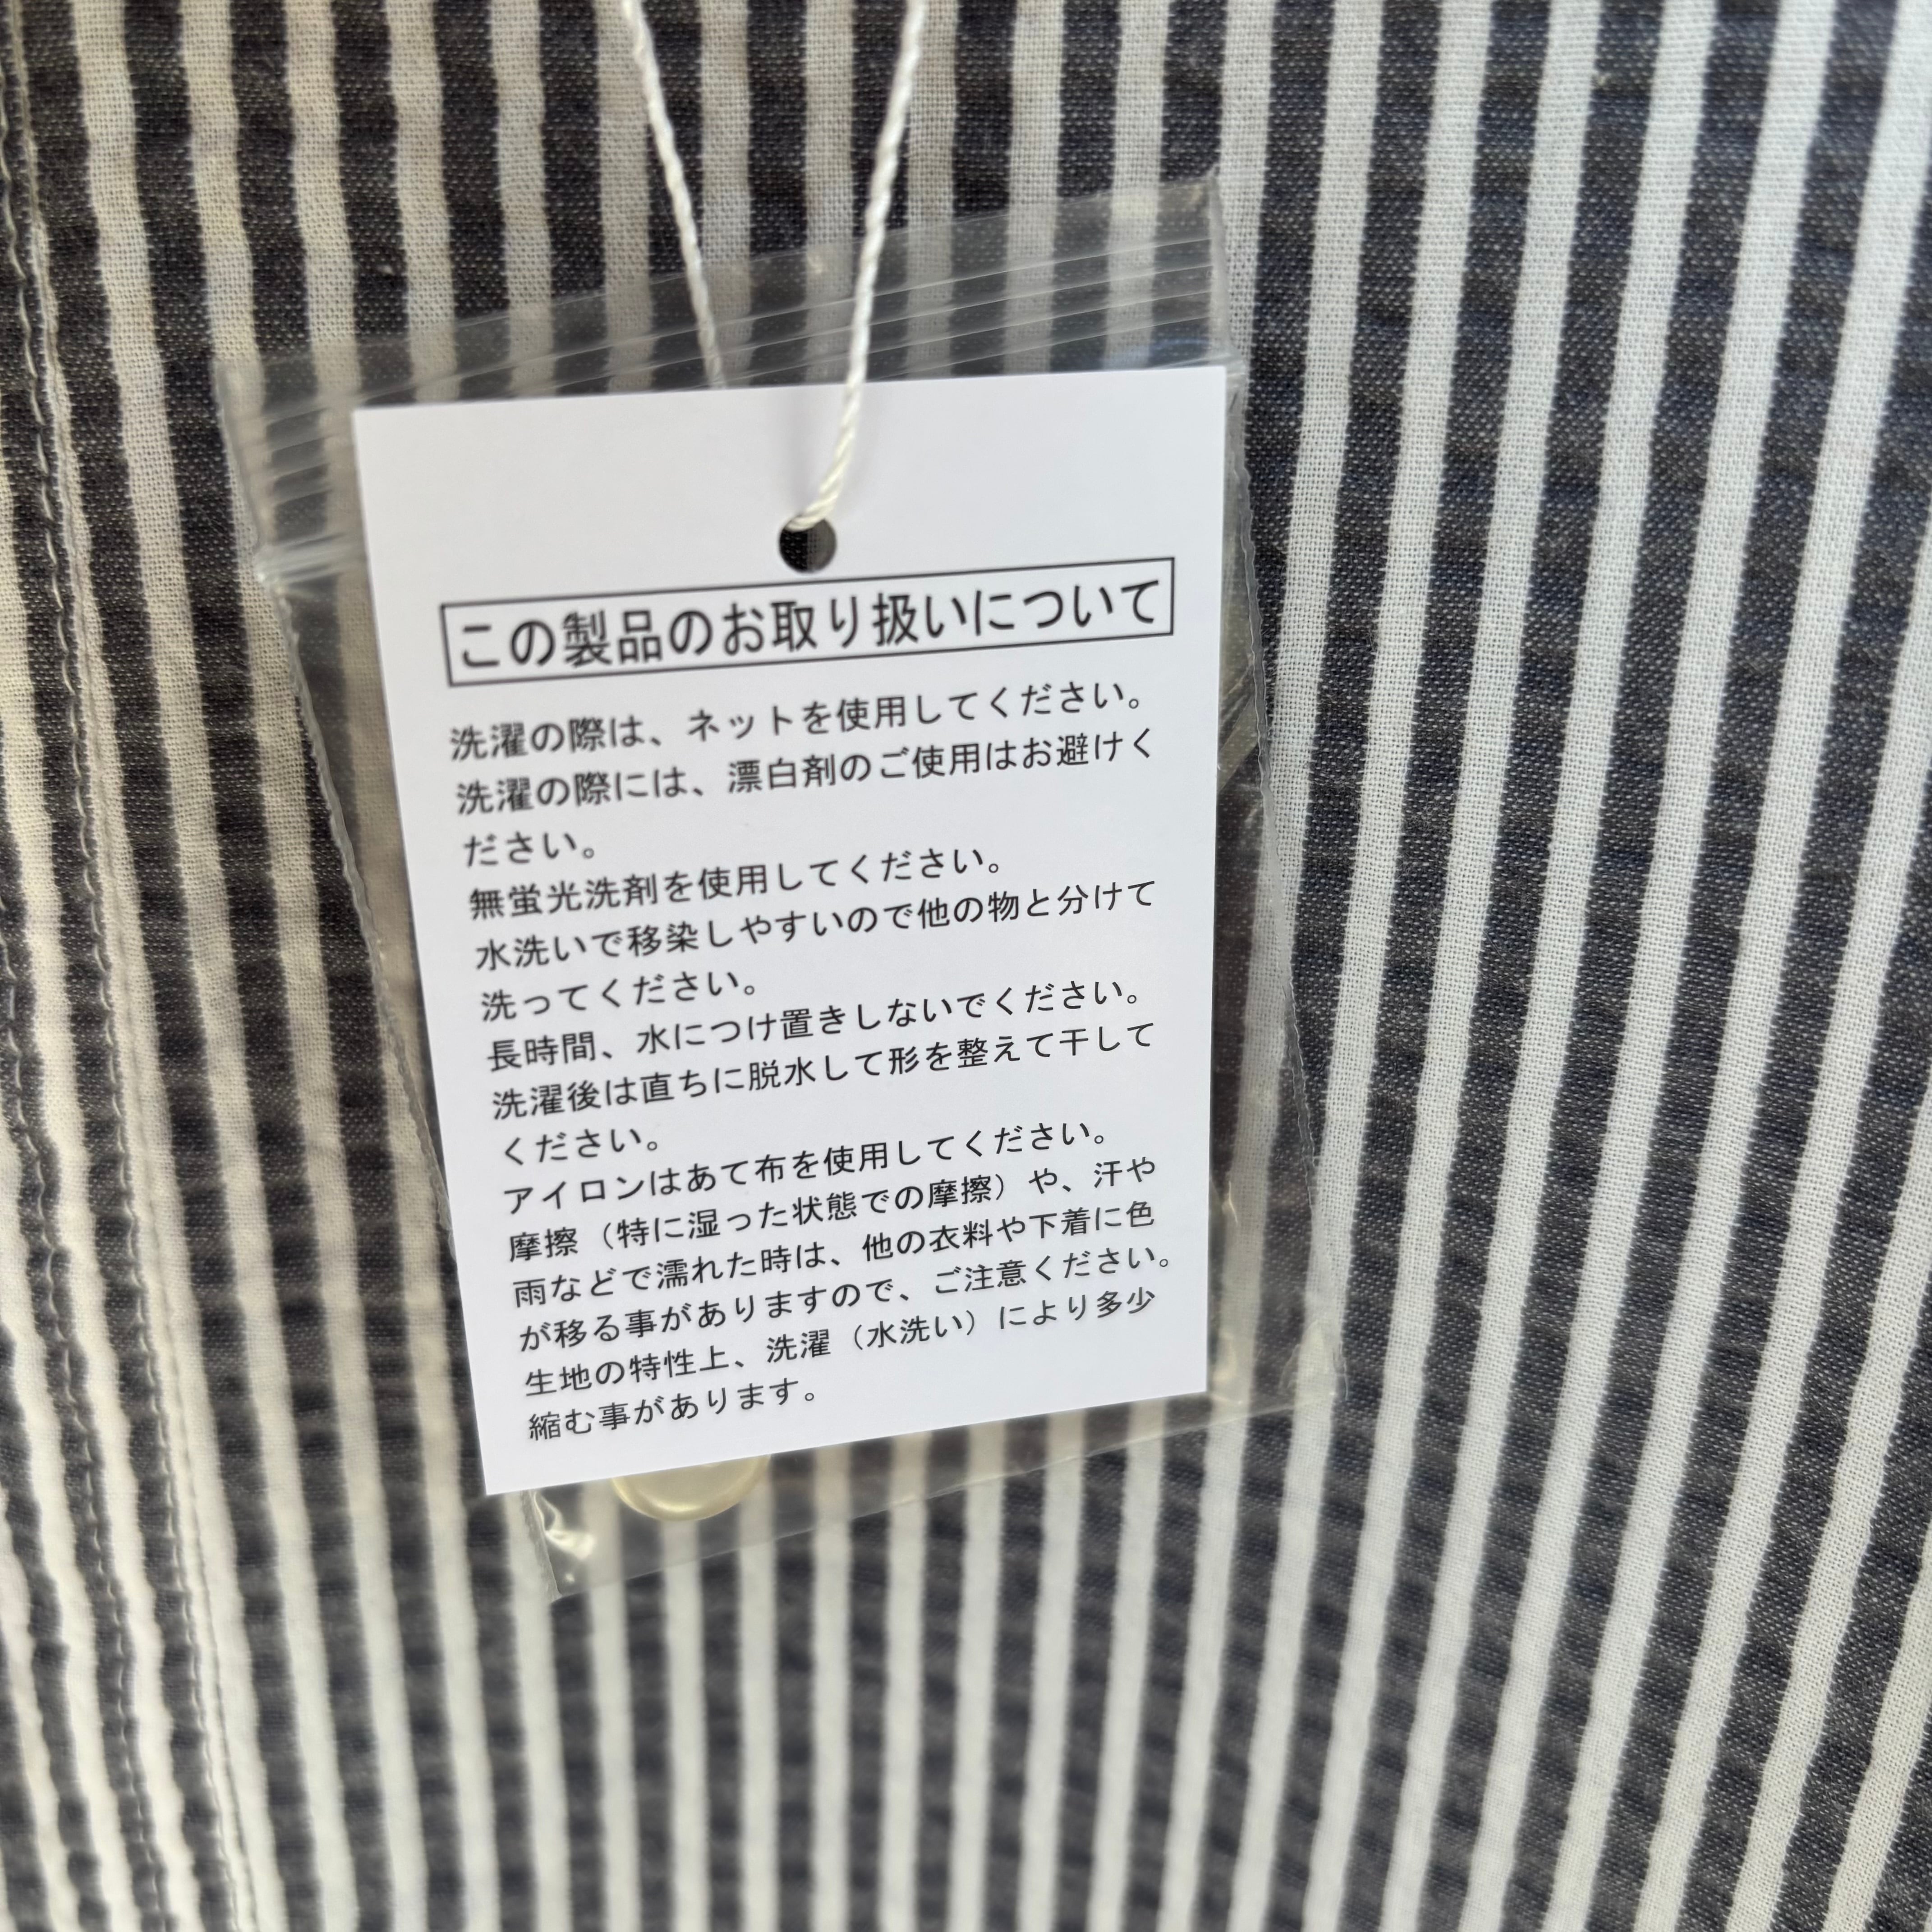 この製品のお取り扱いについて
洗濯の際は、ネットを使用してください。
洗濯の際には、漂白剤のご使用はお避けく
ださい。
無蛍光洗剤を使用してください。
水洗いで移染しやすいので他の物と分けて
洗ってください。
長時間、水につけ置きしないでください。
洗濯後は直ちに脱水して形を整えて干して
ください。
アイロンはあて布を使用してください。
摩擦（特に湿った状態での摩擦）や、汗や
雨などで濡れた時は、他の衣料や下着に色
が移る事がありますので、ご注意ください。
生地の特性上、洗濯（水洗い）により多少
縮む事があります。